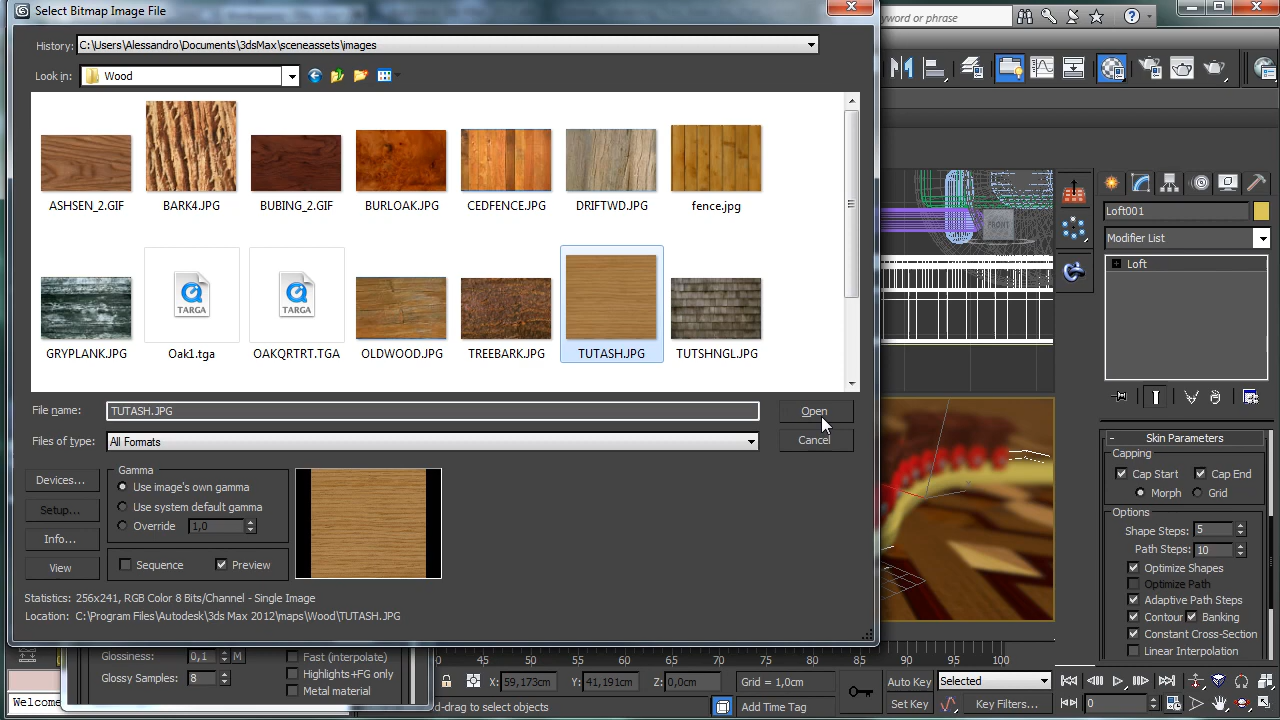 Select Bitmap Image File
History: C:\Users\Alessandro\Documents\3dsMax\sceneassets\images
Look in: Wood
ASHSEN_2.GIF BARK4.JPG BUBING_2.GIF BURLOAK.JPG CEDFENCE.JPG DRIFTWD.JPG fence.jpg
TARGA TARGA
GRYPLANK.JPG Oak1.tga OAKQRTRT.TGA OLDWOOD.JPG TREEBARK.JPG TUTASH.JPG TUTSHNGL.JPG
File name: TUTASH.JPG Open
Files of type: All Formats Cancel
Devices...
Setup...
Info...
View
Gamma
Use image's own gamma
Use system default gamma
Override 1,0
Sequence Preview
Statistics: 256x241, RGB Color 8 Bits/Channel - Single Image
Location: C:\Program Files\Autodesk\3ds Max 2012\maps\Wood\TUTASH.JPG
yword or phrase
FRONT
Loft001
Modifier List
Loft
Skin Parameters
Capping
Cap Start Cap End
Morph Grid
Options
Shape Steps: 5
Path Steps: 10
Optimize Shapes
Optimize Path
Adaptive Path Steps
Contour Banking
Constant Cross-Section
Linear Interpolation
Glossiness: 0,1 M Fast (interpolate)
Glossy Samples: 8 Highlights+FG only
Metal material
45 50 55 60 65 70 75 80 85 90 95 100
X: 59,173cm Y: 41,191cm Z: 0,0cm Grid = 1,0cm Auto Key Selected
Welcome
-drag to select objects Add Time Tag Set Key Key Filters... 0